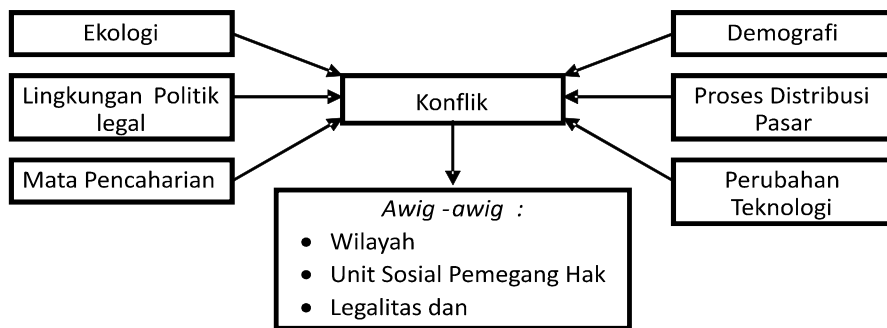 Ekologi
Lingkungan Politik
legal
Mata Pencaharian
Konflik
Demografi
Proses Distribusi
Pasar
Perubahan
Teknologi
Awig -awig :
• Wilayah
• Unit Sosial Pemegang Hak
• Legalitas dan